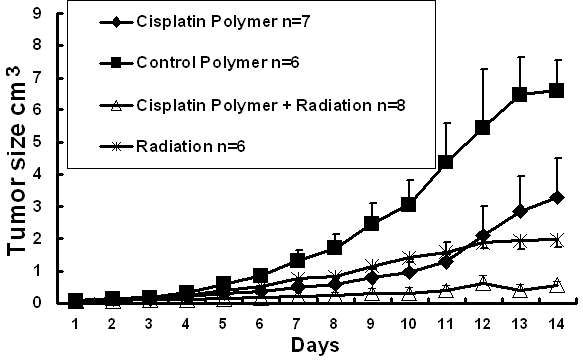 Tumor size cm3
9
8
7
6
5
4
3
2
1
0
Cisplatin Polymer n=7
Control Polymer n=6
Cisplatin Polymer + Radiation n=8
Radiation n=6
1 2 3 4 5 6 7 8 9 10 11 12 13 14
Days